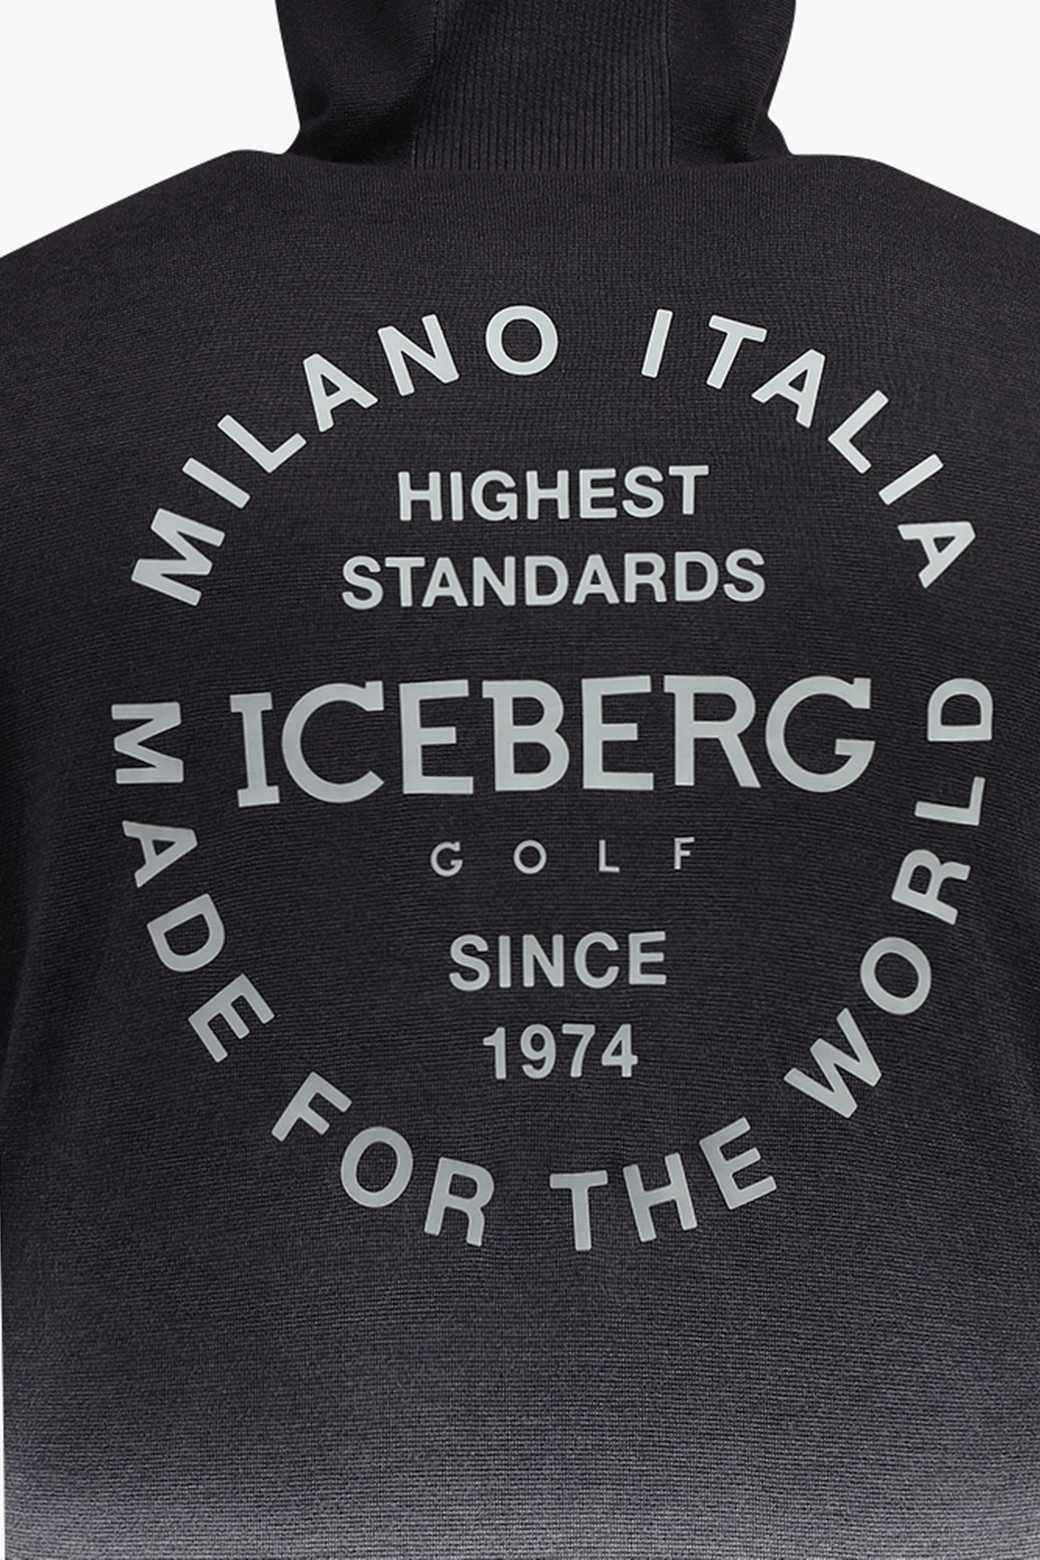 MILANO ITALIA
HIGHEST
STANDARDS
ICEBERG
GOLF
SINCE
1974
MADE FOR THE WORLD